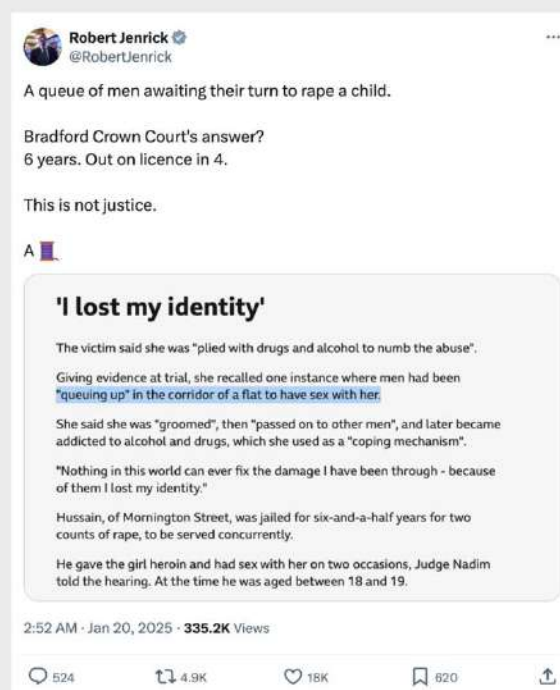 Robert Jenrick
@RobertJenrick
A queue of men awaiting their turn to rape a child.
Bradford Crown Court's answer?
6 years. Out on licence in 4.
This is not justice.
A 🧵
'I lost my identity'
The victim said she was "plied with drugs and alcohol to numb the abuse".
Giving evidence at trial, she recalled one instance where men had been
"queuing up" in the corridor of a flat to have sex with her.
She said she was "groomed", then "passed on to other men", and later became
addicted to alcohol and drugs, which she used as a "coping mechanism".
"Nothing in this world can ever fix the damage I have been through - because
of them I lost my identity."
Hussain, of Mornington Street, was jailed for six-and-a-half years for two
counts of rape, to be served concurrently.
He gave the girl heroin and had sex with her on two occasions, Judge Nadim
told the hearing. At the time he was aged between 18 and 19.
2:52 AM · Jan 20, 2025 · 335.2K Views
524 4.9K 18K 620